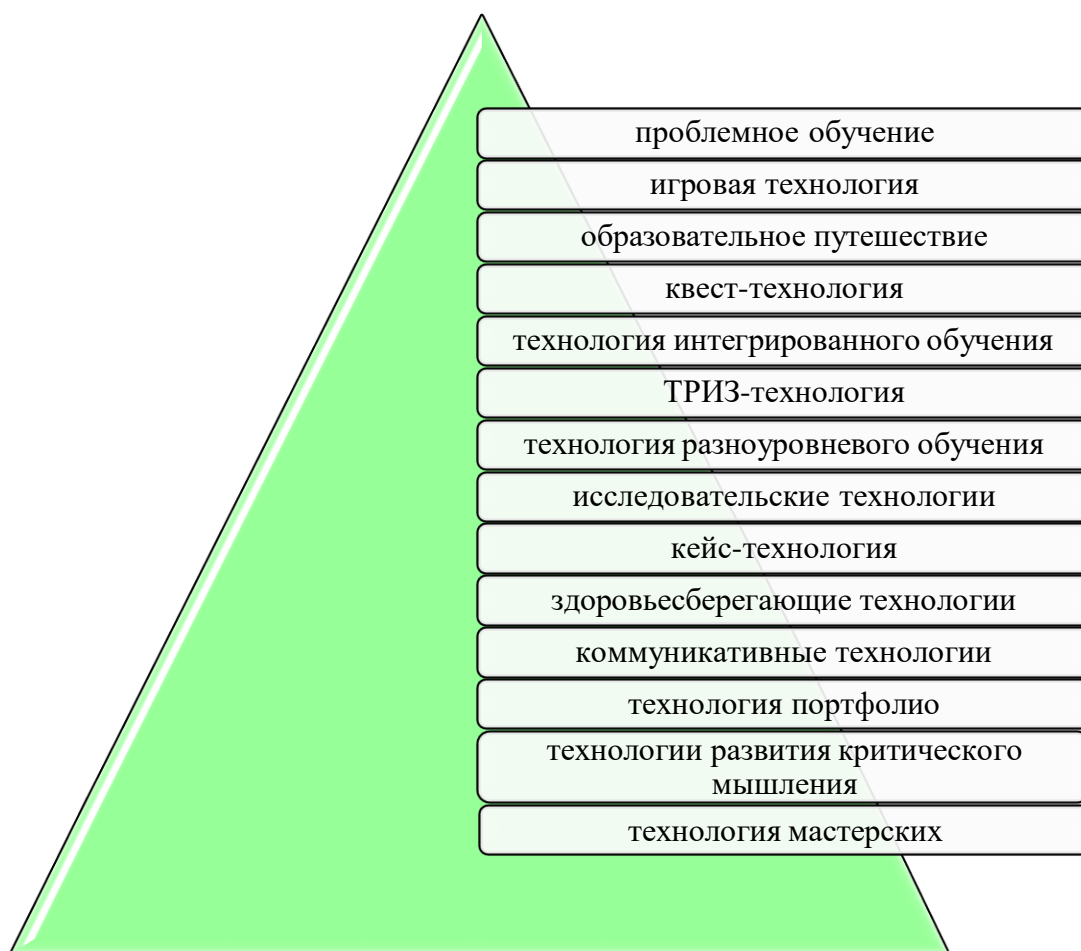 проблемное обучение
игровая технология
образовательное путешествие
квест-технология
технология интегрированного обучения
ТРИЗ-технология
технология разноуровневого обучения
исследовательские технологии
кейс-технология
здоровьесберегающие технологии
коммуникативные технологии
технология портфолио
технологии развития критического
мышления
технология мастерских